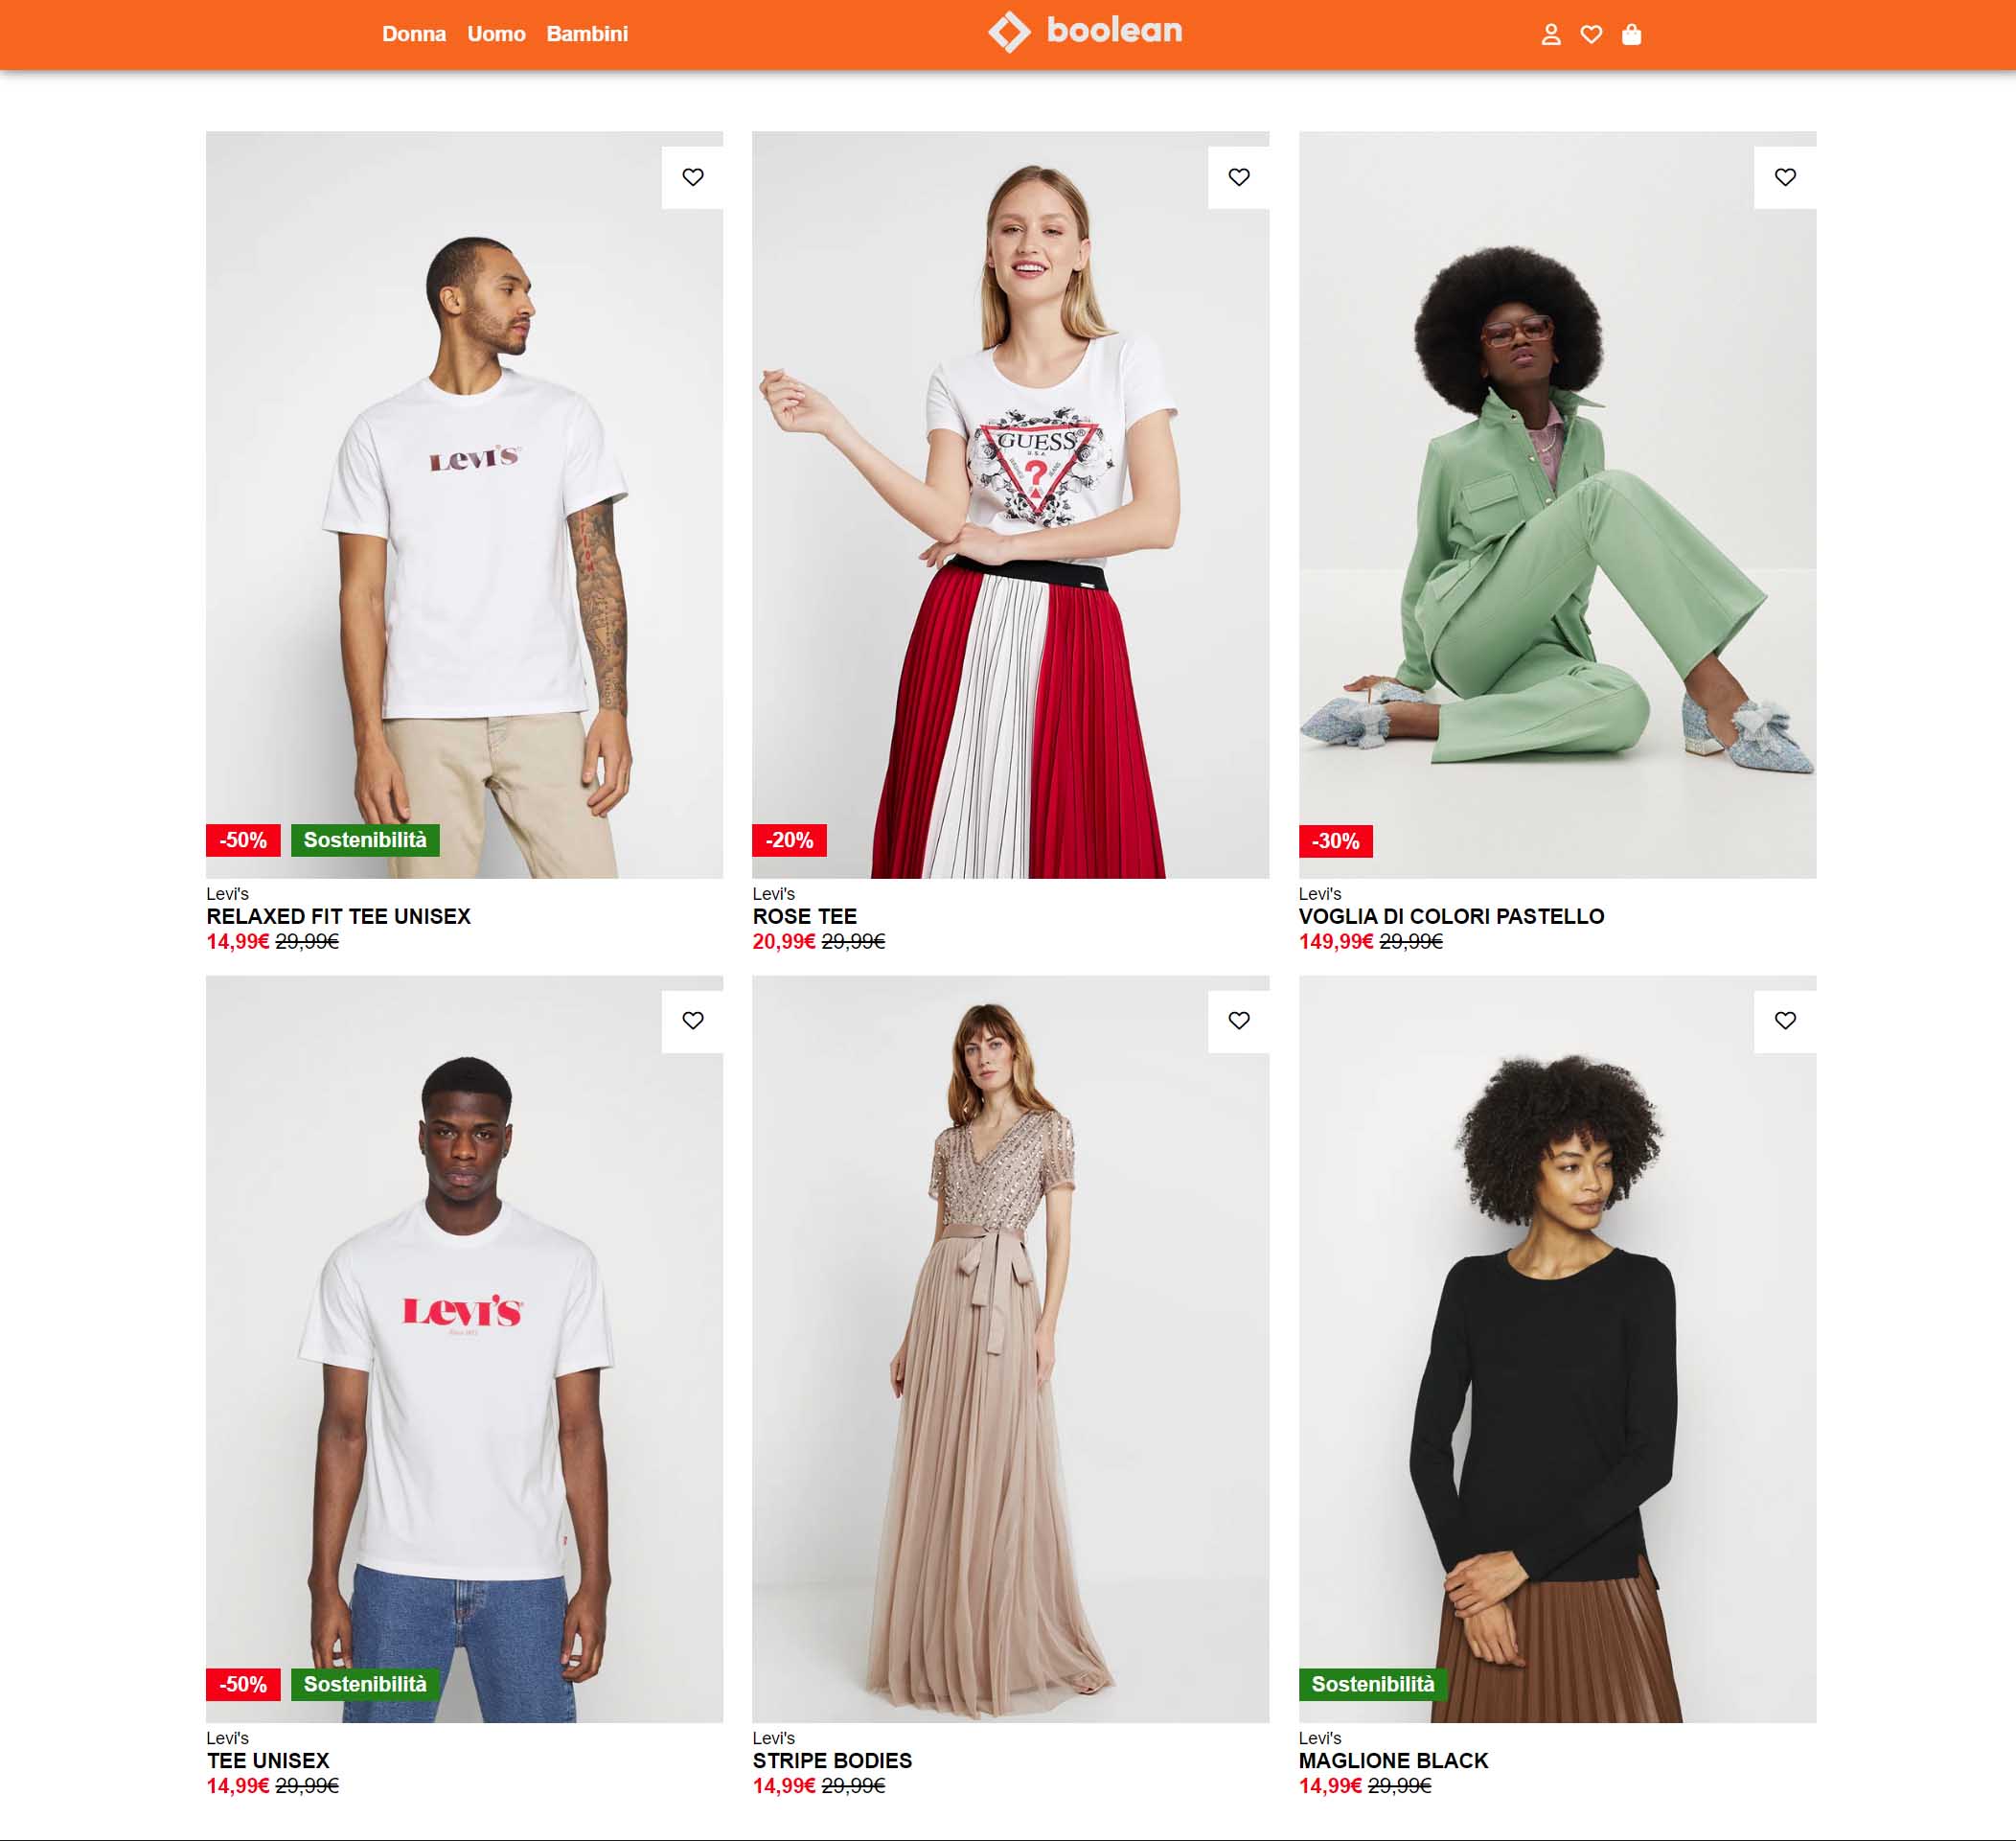 Donna Uomo Bambini boolean
Levi's
GUESS®
U.S.A.
WASHED JEANS
?
-50% Sostenibilità
-20%
-30%
Levi's
RELAXED FIT TEE UNISEX
14,99€ 29,99€
Levi's
ROSE TEE
20,99€ 29,99€
Levi's
VOGLIA DI COLORI PASTELLO
149,99€ 29,99€
Levi's
-50% Sostenibilità
Sostenibilità
Levi's
TEE UNISEX
14,99€ 29,99€
Levi's
STRIPE BODIES
14,99€ 29,99€
Levi's
MAGLIONE BLACK
14,99€ 29,99€